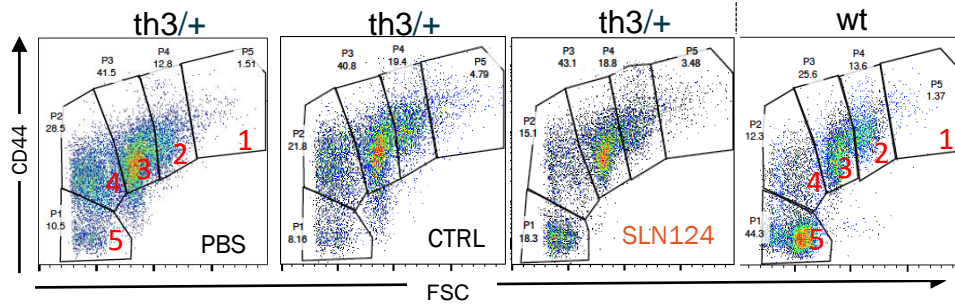 th3/+
th3/+
th3/+
wt
CD44
P3
41.5
P4
12.8
P5
1.51
P2
28.5
P1
10.5
1
2
3
4
5
PBS
P3
40.8
P4
19.4
P5
4.79
P2
21.8
P1
8.16
CTRL
P3
43.1
P4
18.8
P5
3.48
P2
15.1
P1
18.3
SLN124
P3
25.6
P4
13.6
P5
1.37
P2
12.3
P1
44.3
1
2
3
4
5
FSC